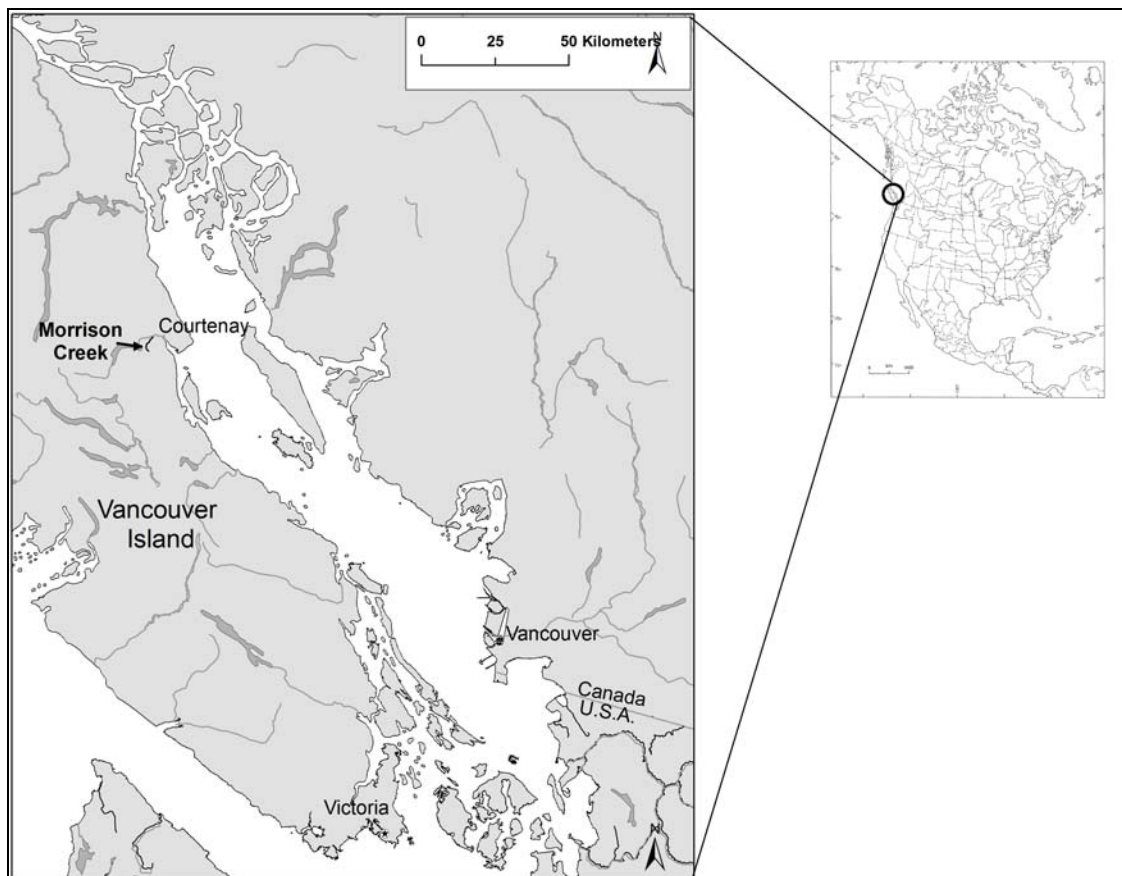 0 25 50 Kilometers
N
Morrison
Creek
Courtenay
Vancouver
Island
Vancouver
Canada
U.S.A.
Victoria
N